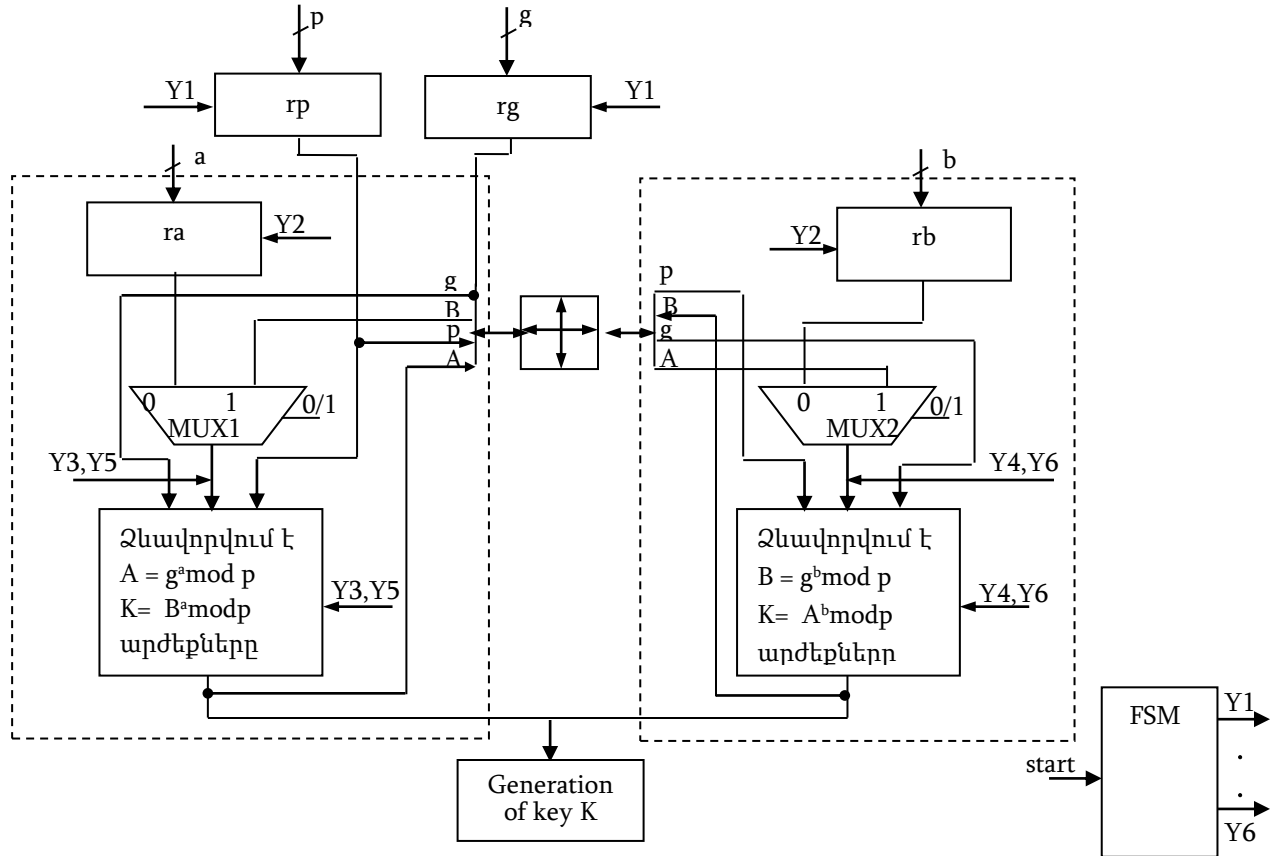 p
g
Y1
rp
rg
Y1
a
b
ra
Y2
Y2
rb
g
B
p
A
p
B
g
A
0 1
0/1
MUX1
0 1
0/1
MUX2
Y3,Y5
Y4,Y6
Ձևավորվում է
A = gᵃmod p
K= Bᵃmodp
արժեքները
Y3,Y5
Ձևավորվում է
B = gᵇmod p
K= Aᵇmodp
արժեքները
Y4,Y6
Generation
of key K
start
FSM
Y1
.
.
Y6